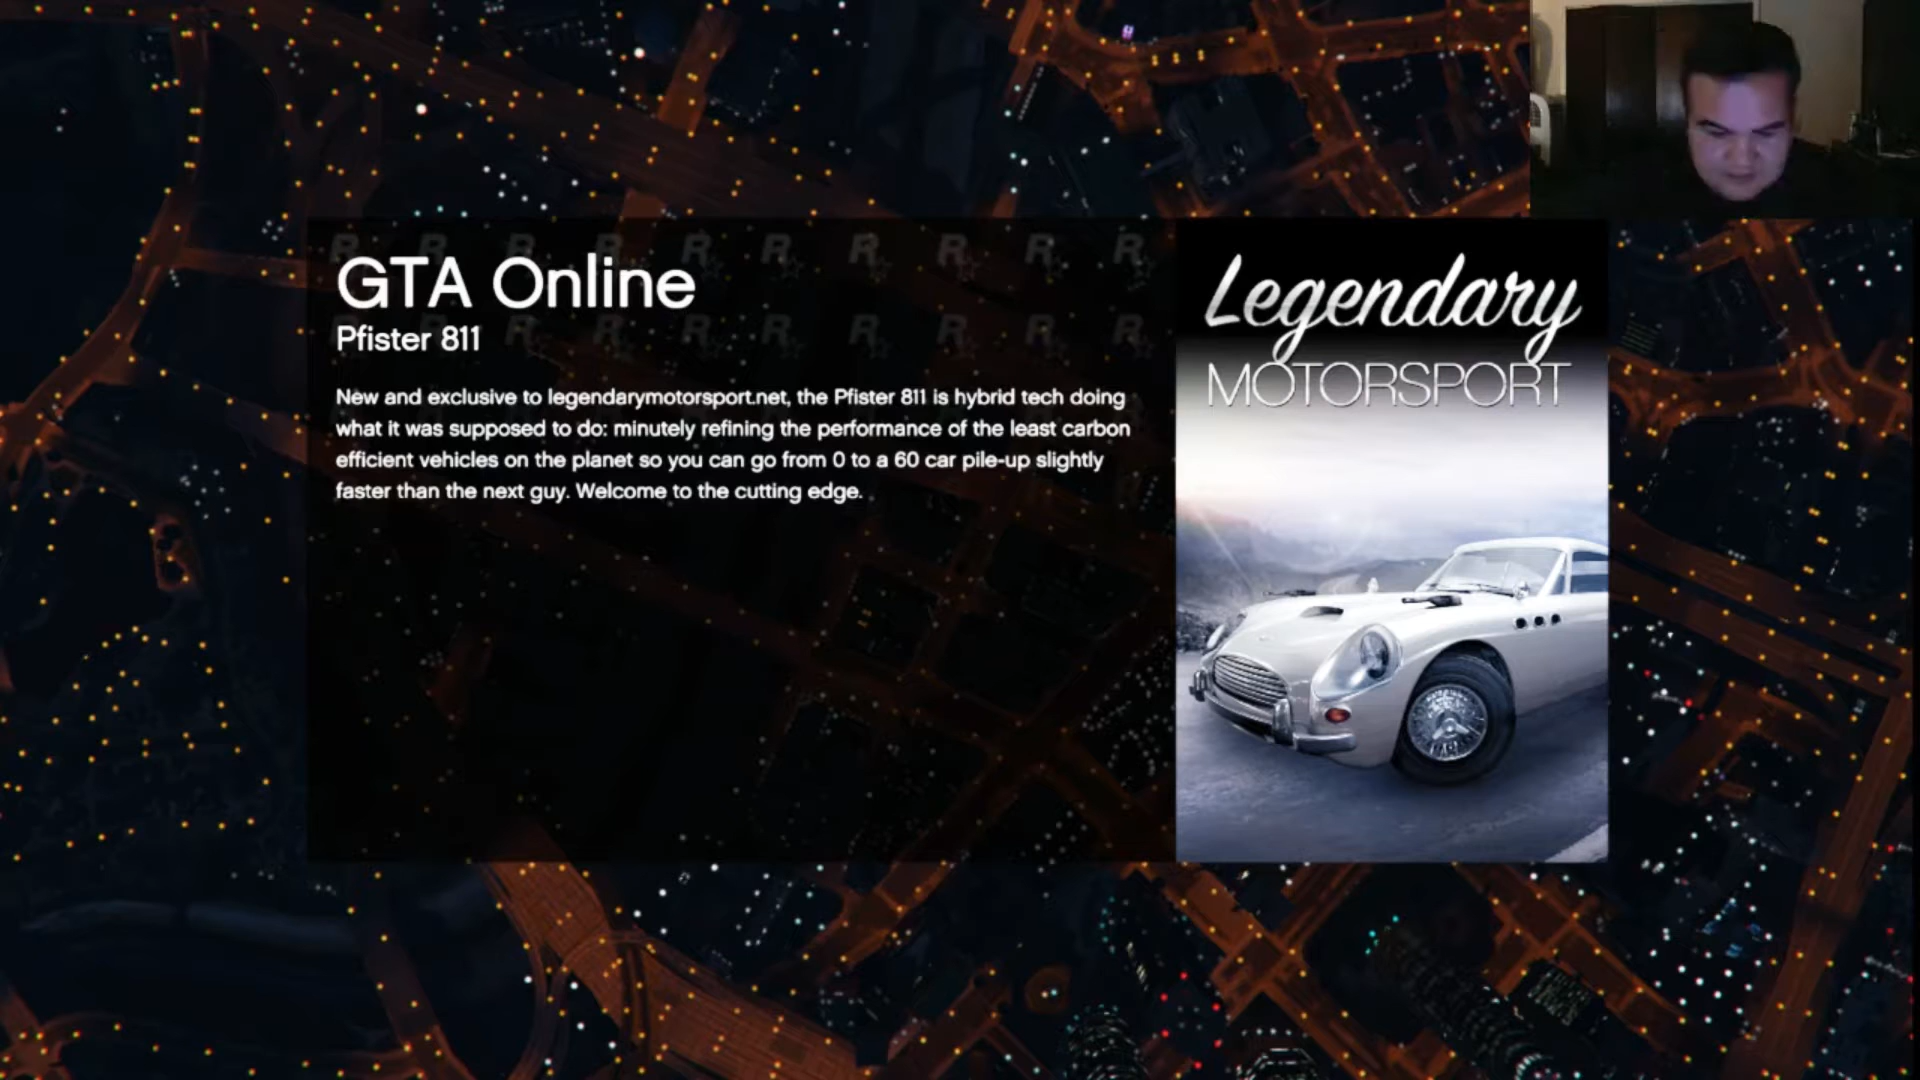 GTA Online
Pfister 811
New and exclusive to legendarymotorsport.net, the Pfister 811 is hybrid tech doing
what it was supposed to do: minutely refining the performance of the least carbon
efficient vehicles on the planet so you can go from 0 to a 60 car pile-up slightly
faster than the next guy. Welcome to the cutting edge.
Legendary
MOTORSPORT